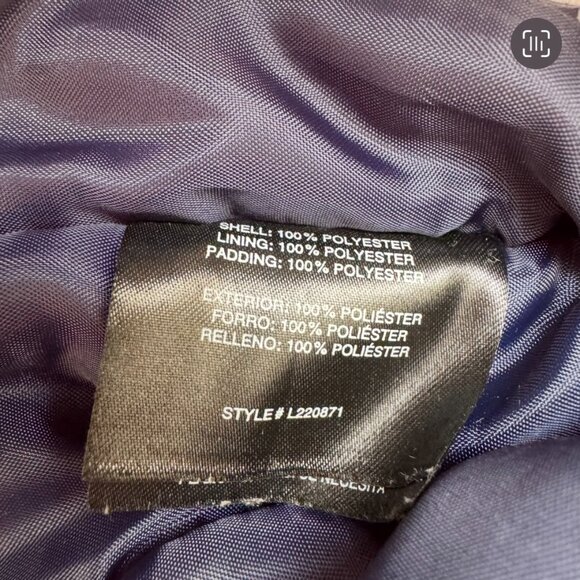 SHELL: 100% POLYESTER
LINING: 100% POLYESTER
PADDING: 100% POLYESTER
EXTERIOR: 100% POLIÉSTER
FORRO: 100% POLIÉSTER
RELLENO: 100% POLIÉSTER
STYLE# L220871
NECESITA